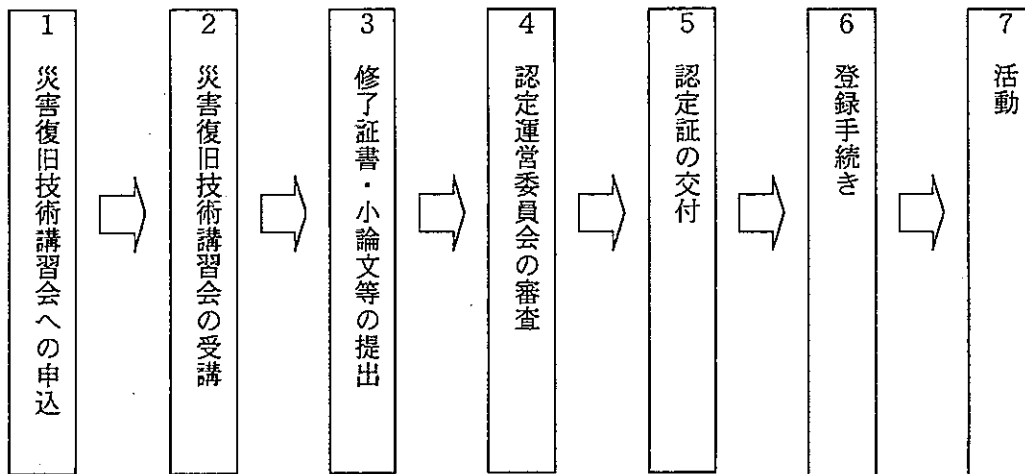 1 災害復旧技術講習会への申込
2 災害復旧技術講習会の受講
3 修了証書・小論文等の提出
4 認定運営委員会の審査
5 認定証の交付
6 登録手続き
7 活動